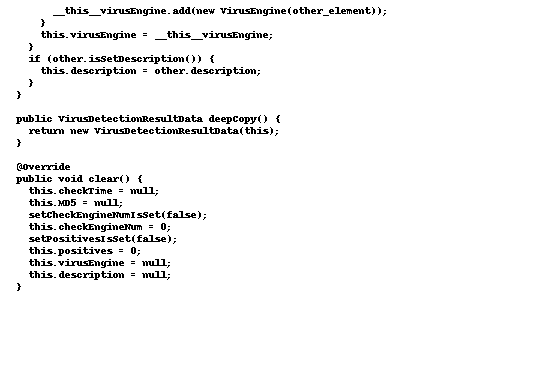 __this__virusEngine.add(new VirusEngine(other_element));
}
this.virusEngine = __this__virusEngine;
}
if (other.isSetDescription()) {
this.description = other.description;
}
}
public VirusDetectionResultData deepCopy() {
return new VirusDetectionResultData(this);
}
@Override
public void clear() {
this.checkTime = null;
this.MD5 = null;
setCheckEngineNumIsSet(false);
this.checkEngineNum = 0;
setPositivesIsSet(false);
this.positives = 0;
this.virusEngine = null;
this.description = null;
}